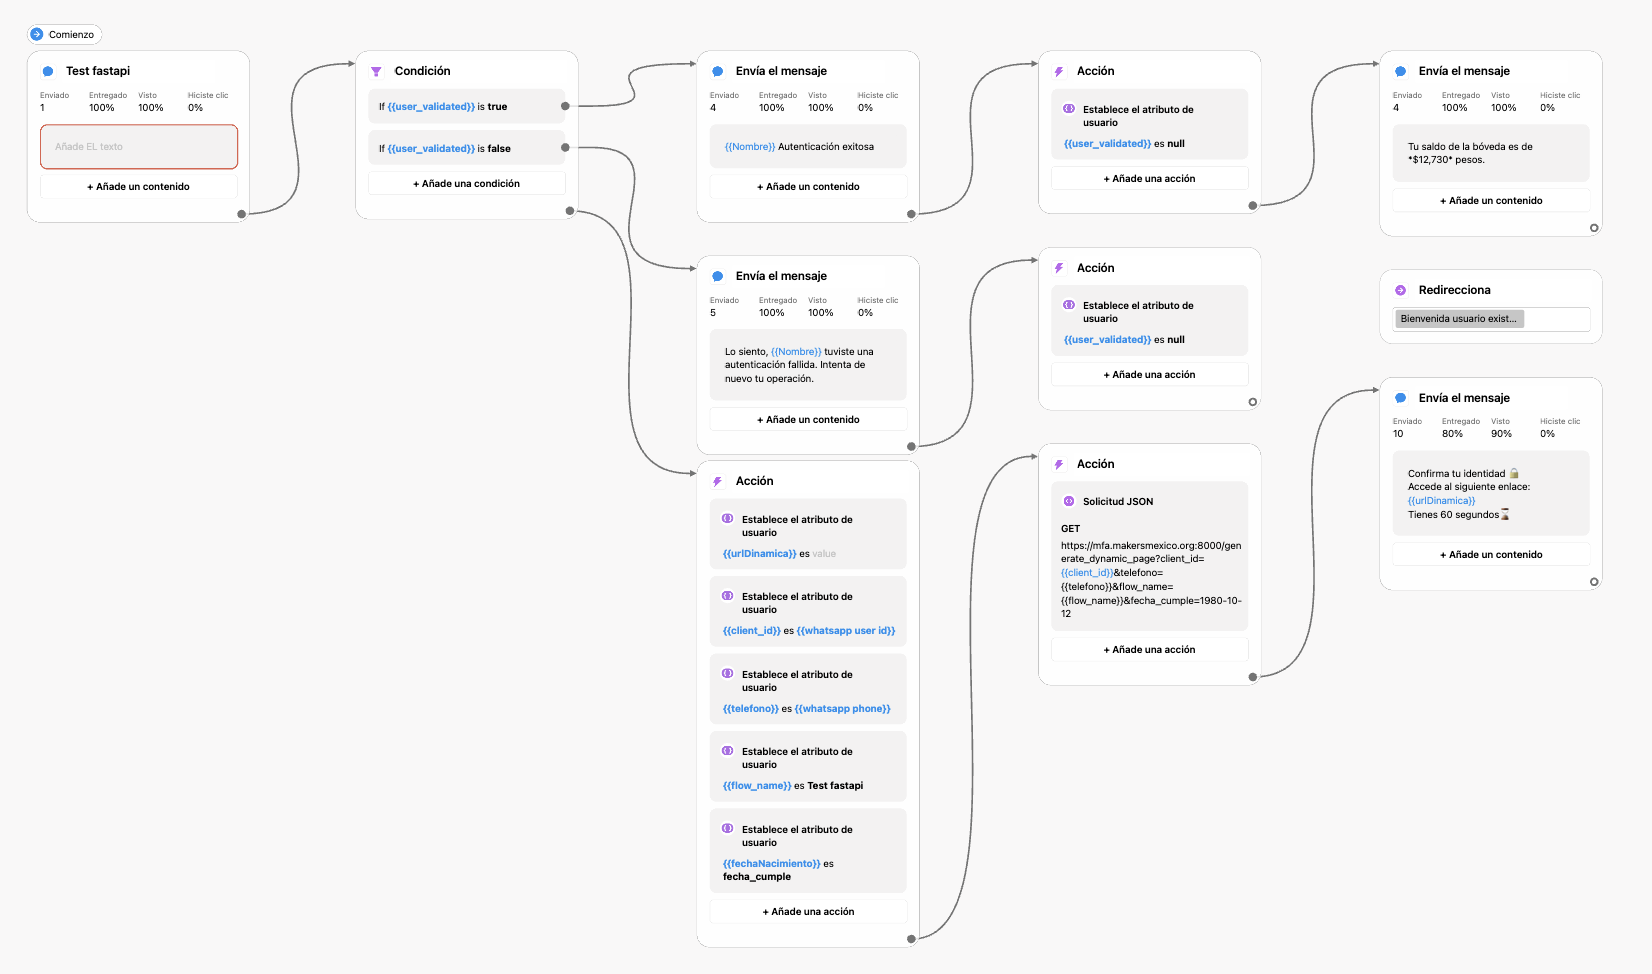 Comienzo
Test fastapi
Enviado Entregado Visto Hiciste clic
1 100% 100% 0%
Añade EL texto
+ Añade un contenido
Condición
If {{user_validated}} is true
If {{user_validated}} is false
+ Añade una condición
Envía el mensaje
Enviado Entregado Visto Hiciste clic
4 100% 100% 0%
{{Nombre}} Autenticación exitosa
+ Añade un contenido
Acción
Establece el atributo de
usuario
{{user_validated}} es null
+ Añade una acción
Envía el mensaje
Enviado Entregado Visto Hiciste clic
4 100% 100% 0%
Tu saldo de la bóveda es de
*$12,730* pesos.
+ Añade un contenido
Envía el mensaje
Enviado Entregado Visto Hiciste clic
5 100% 100% 0%
Lo siento, {{Nombre}} tuviste una
autenticación fallida. Intenta de
nuevo tu operación.
+ Añade un contenido
Acción
Establece el atributo de
usuario
{{user_validated}} es null
+ Añade una acción
Redirecciona
Bienvenida usuario exist...
Acción
Establece el atributo de
usuario
{{urlDinamica}} es value
Establece el atributo de
usuario
{{client_id}} es {{whatsapp user id}}
Establece el atributo de
usuario
{{telefono}} es {{whatsapp phone}}
Establece el atributo de
usuario
{{flow_name}} es Test fastapi
Establece el atributo de
usuario
{{fechaNacimiento}} es
fecha_cumple
+ Añade una acción
Acción
Solicitud JSON
GET
https://mfa.makersmexico.org:8000/gen
erate_dynamic_page?client_id=
{{client_id}}&telefono=
{{telefono}}&flow_name=
{{flow_name}}&fecha_cumple=1980-10-
12
+ Añade una acción
Envía el mensaje
Enviado Entregado Visto Hiciste clic
10 80% 90% 0%
Confirma tu identidad 🔒
Accede al siguiente enlace:
{{urlDinamica}}
Tienes 60 segundos⌛
+ Añade un contenido